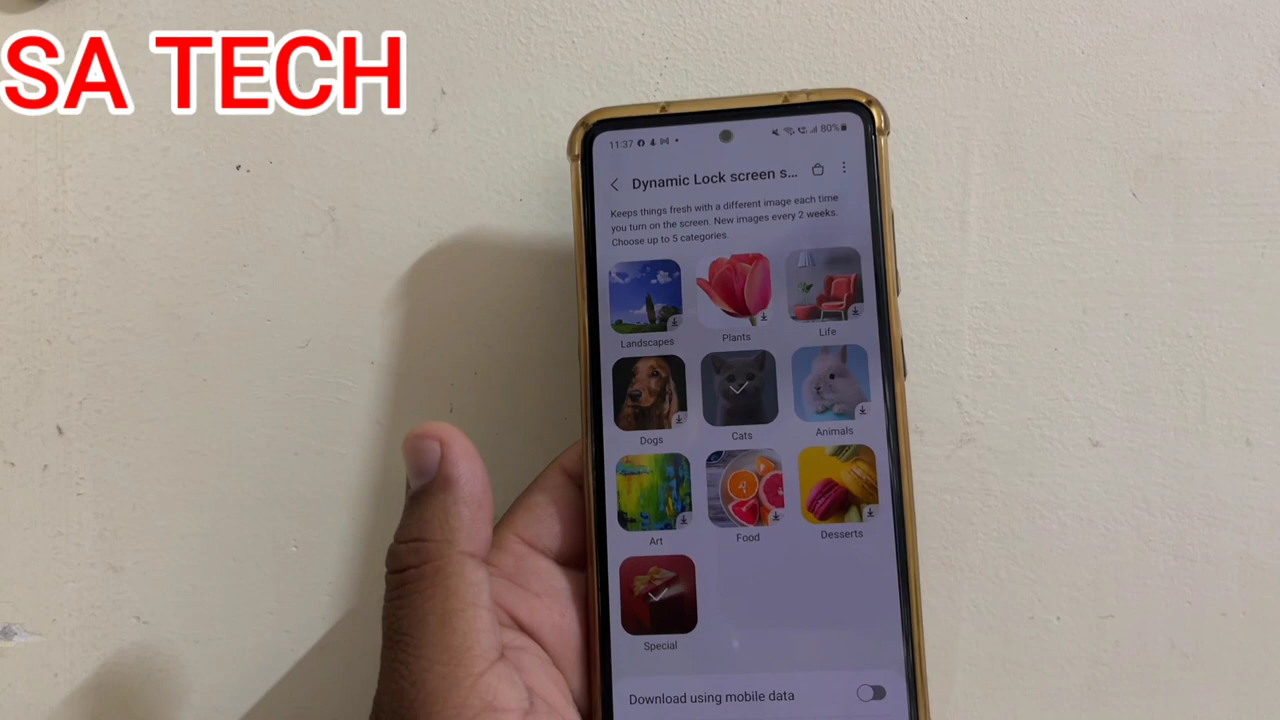 SA TECH
11:37
80%
Dynamic Lock screen s...
Keeps things fresh with a different image each time
you turn on the screen. New images every 2 weeks.
Choose up to 5 categories.
Landscapes
Plants
Life
Dogs
Cats
Animals
Art
Food
Desserts
Special
Download using mobile data